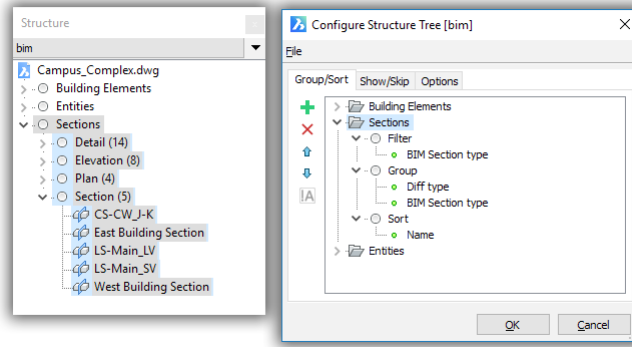 Structure
bim
Campus_Complex.dwg
Building Elements
Entities
Sections
Detail (14)
Elevation (8)
Plan (4)
Section (5)
CS-CW_J-K
East Building Section
LS-Main_LV
LS-Main_SV
West Building Section
Configure Structure Tree [bim]
File
Group/Sort Show/Skip Options
Building Elements
Sections
Filter
BIM Section type
Group
Diff type
BIM Section type
Sort
Name
Entities
IA
OK Cancel